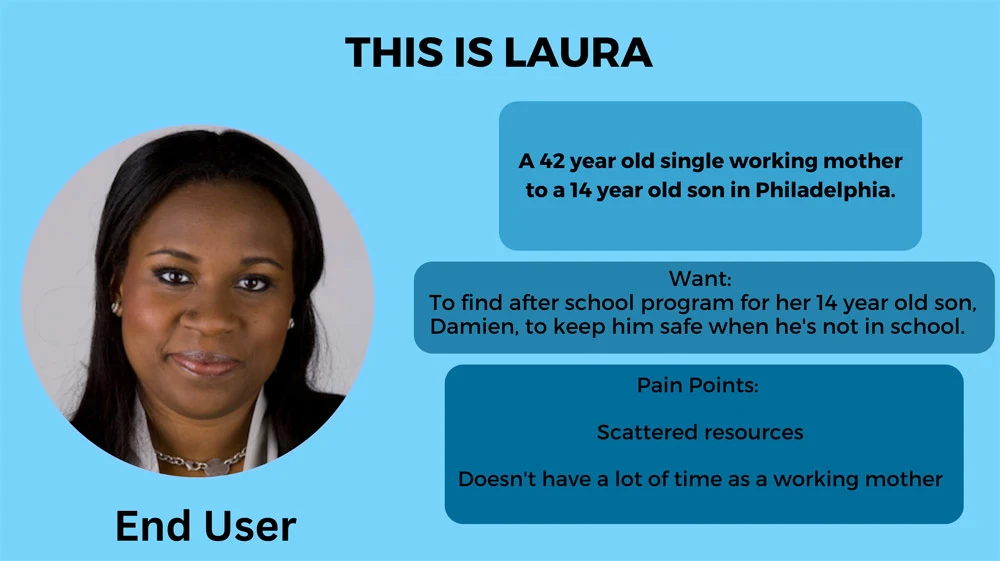 THIS IS LAURA
A 42 year old single working mother
to a 14 year old son in Philadelphia.
Want:
To find after school program for her 14 year old son,
Damien, to keep him safe when he's not in school.
Pain Points:
Scattered resources
Doesn't have a lot of time as a working mother
End User